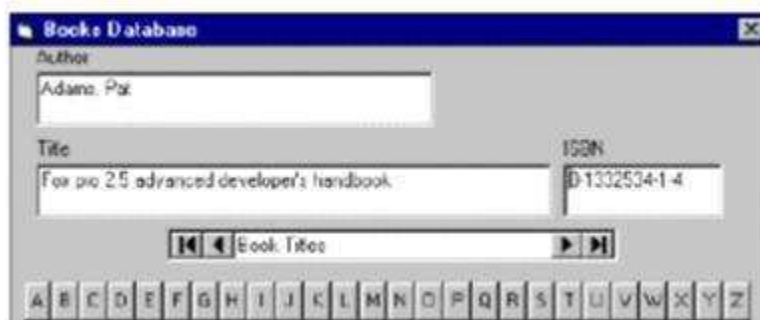 Books Database
Author
Adams, Pat
Title
ISBN
Fox pro 2.5 advanced developer's handbook
0-1332534-1-4
Book Titles
A B C D E F G H I J K L M N O P Q R S T U V W X Y Z